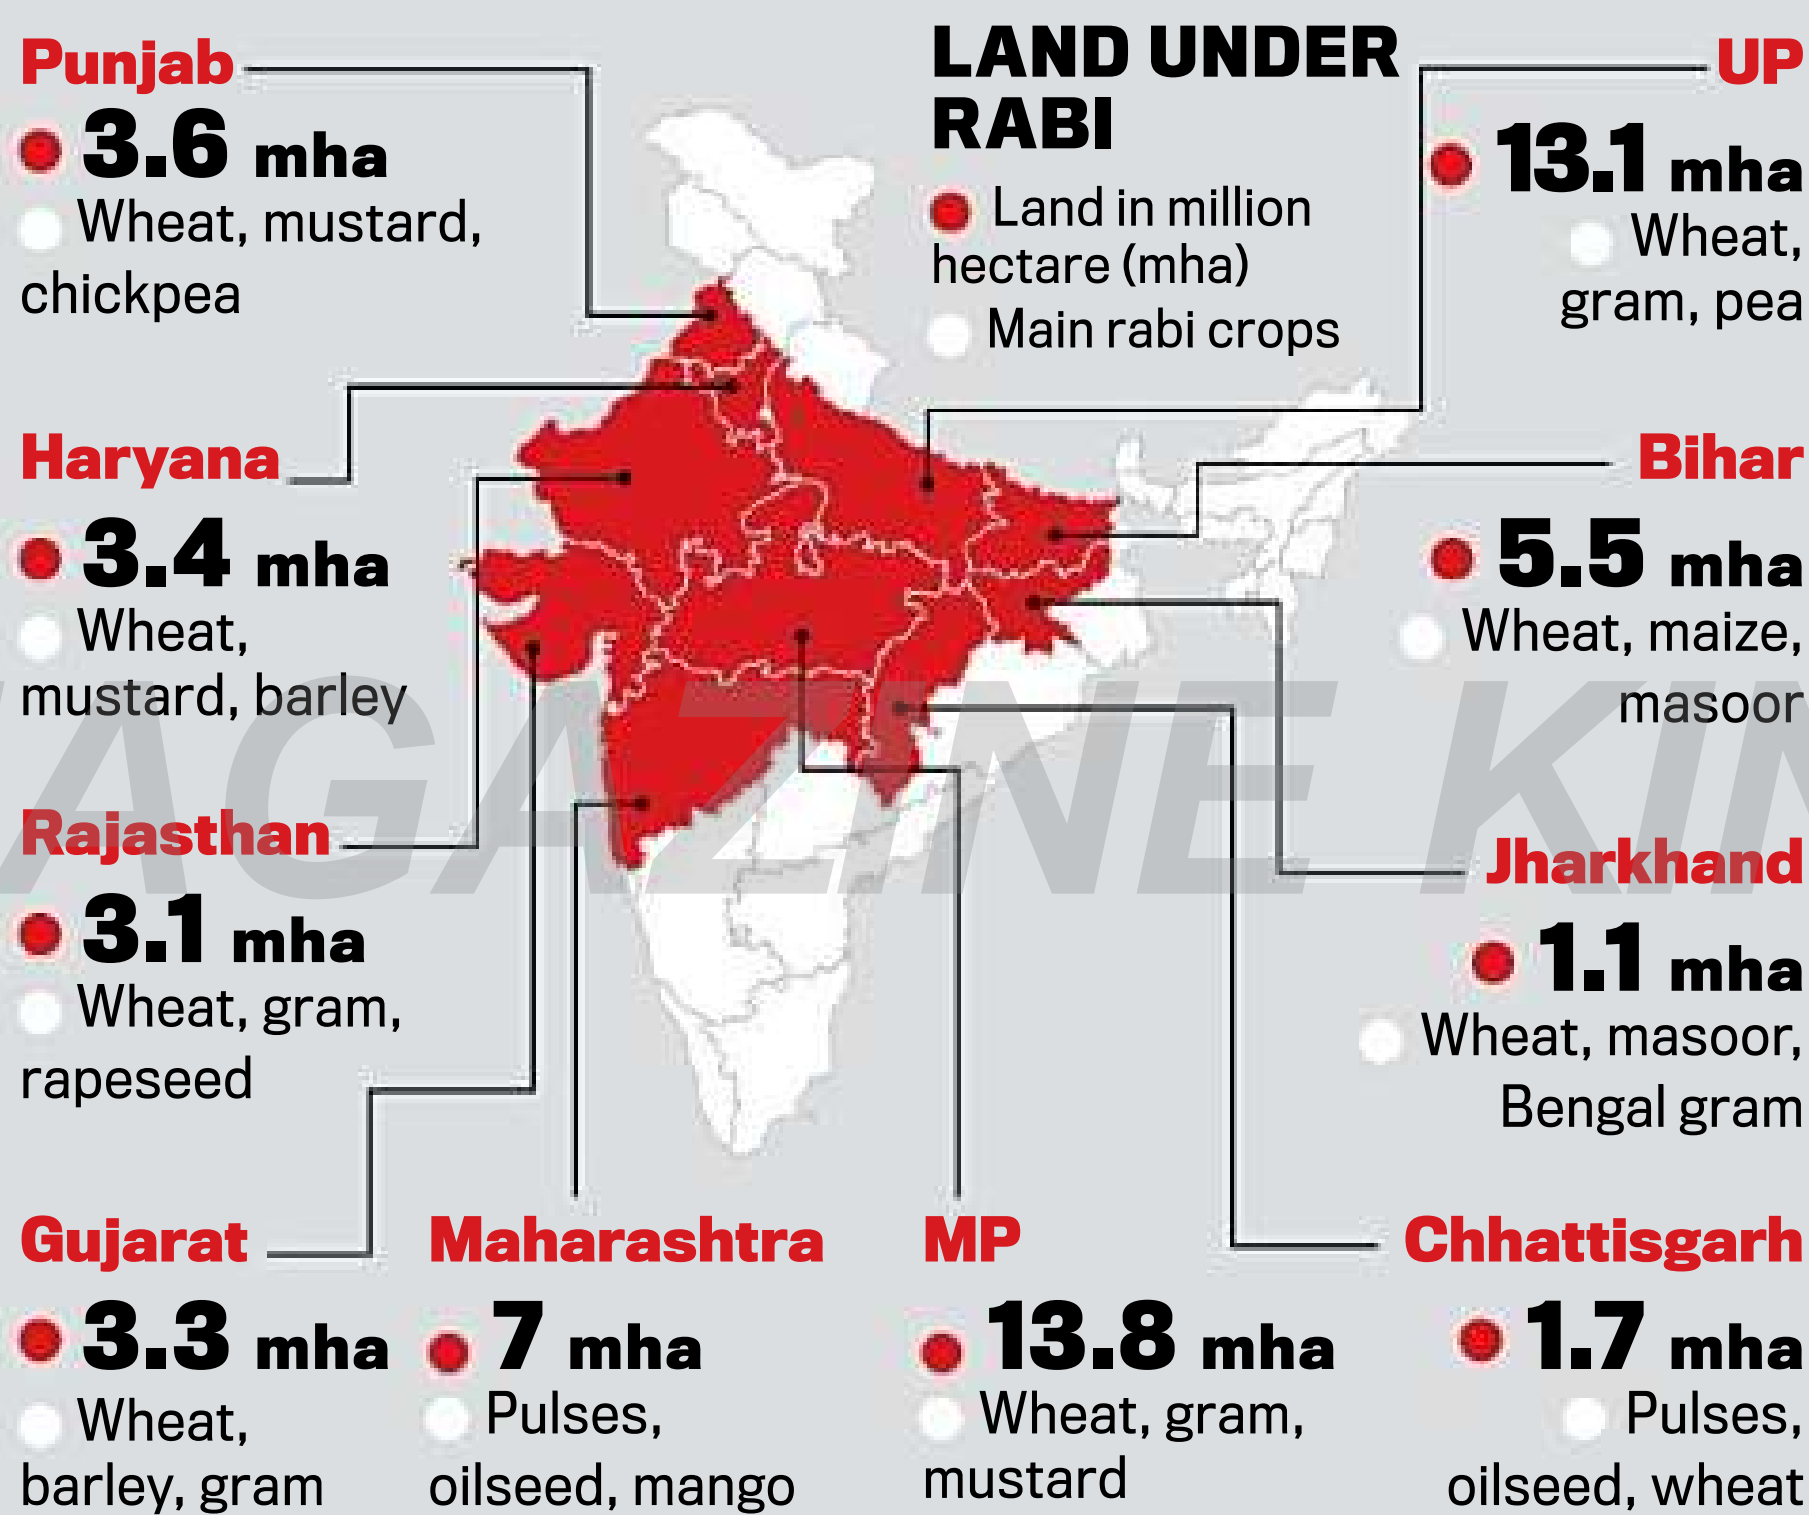 LAND UNDER
RABI
Land in million
hectare (mha)
Main rabi crops
Punjab
3.6 mha
Wheat, mustard,
chickpea
Haryana
3.4 mha
Wheat,
mustard, barley
Rajasthan
3.1 mha
Wheat, gram,
rapeseed
Gujarat
3.3 mha
Wheat,
barley, gram
Maharashtra
7 mha
Pulses,
oilseed, mango
MP
13.8 mha
Wheat, gram,
mustard
UP
13.1 mha
Wheat,
gram, pea
Bihar
5.5 mha
Wheat, maize,
masoor
Jharkhand
1.1 mha
Wheat, masoor,
Bengal gram
Chhattisgarh
1.7 mha
Pulses,
oilseed, wheat
AGAZINE KIN